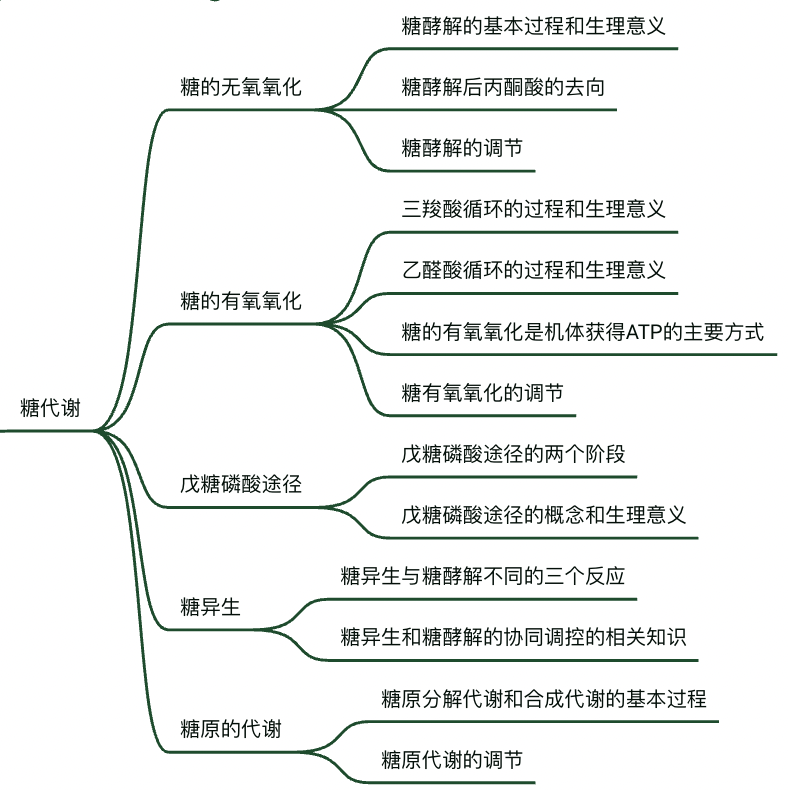 糖代谢
糖的无氧氧化
糖酵解的基本过程和生理意义
糖酵解后丙酮酸的去向
糖酵解的调节
糖的有氧氧化
三羧酸循环的过程和生理意义
乙醛酸循环的过程和生理意义
糖的有氧氧化是机体获得ATP的主要方式
糖有氧氧化的调节
戊糖磷酸途径
戊糖磷酸途径的两个阶段
戊糖磷酸途径的概念和生理意义
糖异生
糖异生与糖酵解不同的三个反应
糖异生和糖酵解的协同调控的相关知识
糖原的代谢
糖原分解代谢和合成代谢的基本过程
糖原代谢的调节